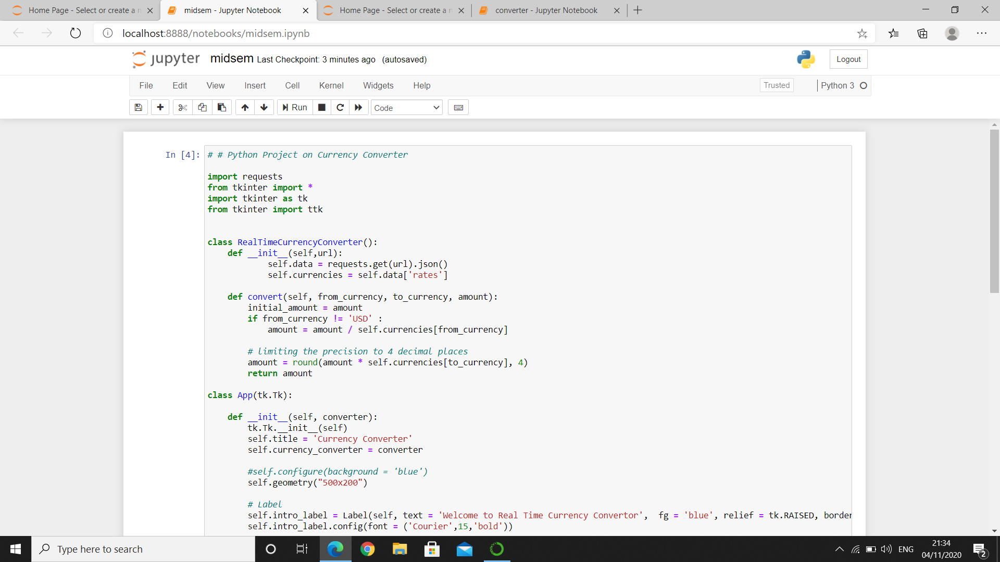 Home Page - Select or create a n
midsem - Jupyter Notebook
Home Page - Select or create a n
converter - Jupyter Notebook
localhost:8888/notebooks/midsem.ipynb
jupyter midsem Last Checkpoint: 3 minutes ago (autosaved)
Logout
File Edit View Insert Cell Kernel Widgets Help
Trusted
Python 3
Run
Code
In [4]:
# # Python Project on Currency Converter
import requests
from tkinter import *
import tkinter as tk
from tkinter import ttk
class RealTimeCurrencyConverter():
def __init__(self,url):
self.data = requests.get(url).json()
self.currencies = self.data['rates']
def convert(self, from_currency, to_currency, amount):
initial_amount = amount
if from_currency != 'USD' :
amount = amount / self.currencies[from_currency]
# limiting the precision to 4 decimal places
amount = round(amount * self.currencies[to_currency], 4)
return amount
class App(tk.Tk):
def __init__(self, converter):
tk.Tk.__init__(self)
self.title = 'Currency Converter'
self.currency_converter = converter
#self.configure(background = 'blue')
self.geometry("500x200")
# Label
self.intro_label = Label(self, text = 'Welcome to Real Time Currency Convertor',  fg = 'blue', relief = tk.RAISED, border
self.intro_label.config(font = ('Courier',15,'bold'))
Type here to search
ENG
21:34
04/11/2020
2